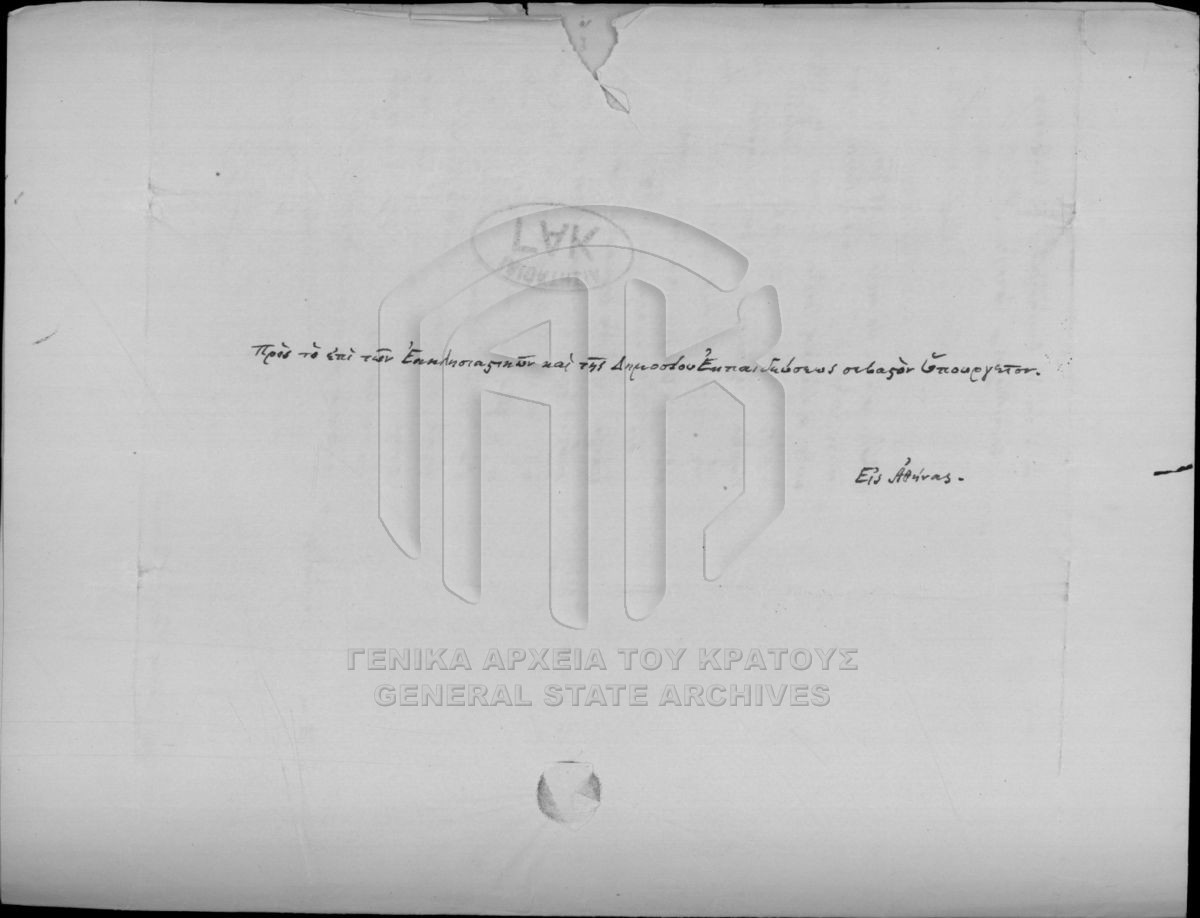 ΓΑΚ
Πρὸς τὸ ἐπὶ τῶν Ἐκκλησιαστικῶν καὶ τῆς Δημοσίου Ἐκπαιδεύσεως σεβαστὸν Ὑπουργεῖον.
Εἰς Ἀθήνας.
ΓΕΝΙΚΑ ΑΡΧΕΙΑ ΤΟΥ ΚΡΑΤΟΥΣ
GENERAL STATE ARCHIVES